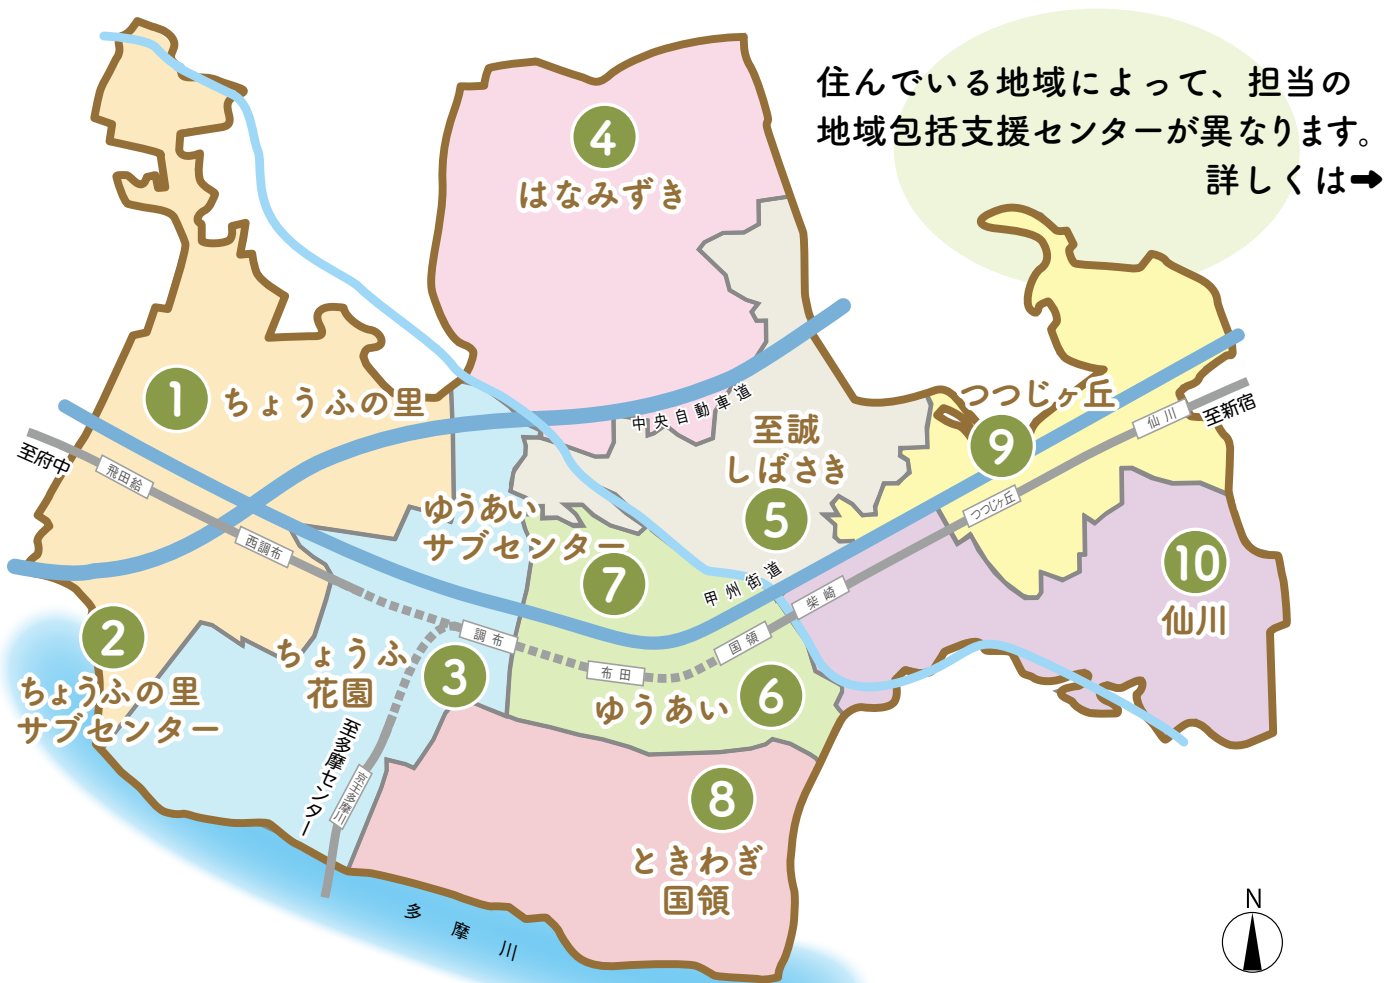 住んでいる地域によって、担当の
地域包括支援センターが異なります。
詳しくは➡
4
はなみずき
1
ちょうふの里
中央自動車道
至誠
しばさき
5
つつじヶ丘
9
仙川
至新宿
至府中
飛田給
西調布
ゆうあい
サブセンター
7
甲州街道
柴崎
つつじヶ丘
10
仙川
2
ちょうふの里
サブセンター
ちょうふ
花園
3
調布
布田
国領
ゆうあい
6
至多摩センター
京王多摩川
8
ときわぎ
国領
多摩川
N